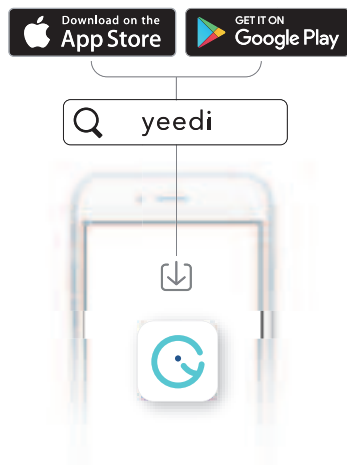 Download on the
App Store
GET IT ON
Google Play
yeedi